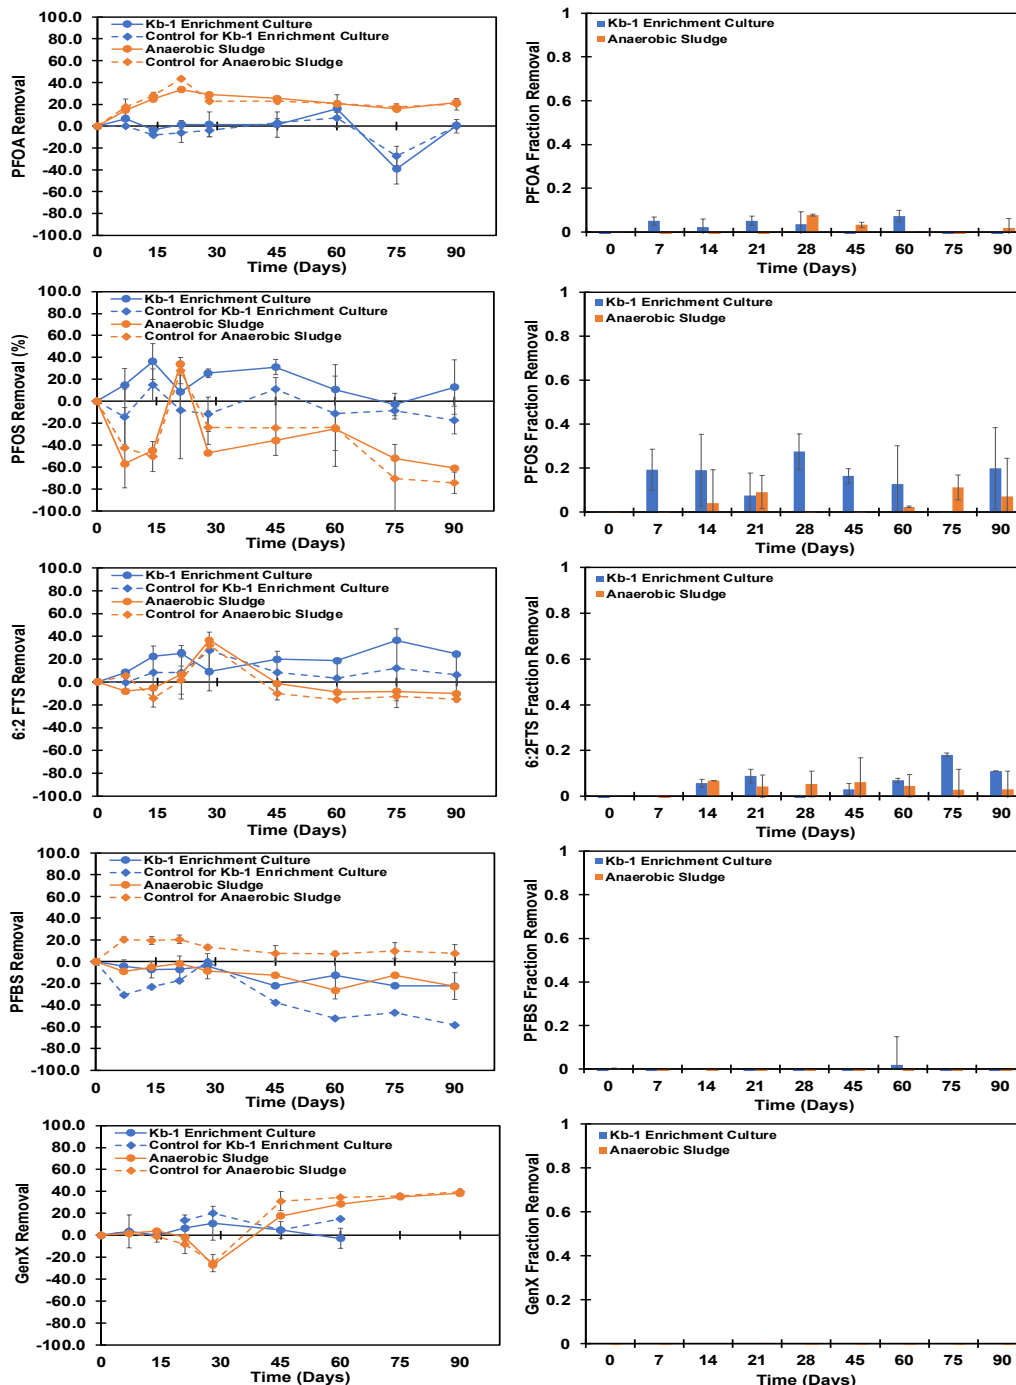 PFOA Removal
100.0
80.0
60.0
40.0
20.0
0.0
-20.0
-40.0
-60.0
-80.0
-100.0
Kb-1 Enrichment Culture
Control for Kb-1 Enrichment Culture
Anaerobic Sludge
Control for Anaerobic Sludge
0 15 30 45 60 75 90
Time (Days)
PFOA Fraction Removal
1
0.8
0.6
0.4
0.2
0
Kb-1 Enrichment Culture
Anaerobic Sludge
0 7 14 21 28 45 60 75 90
Time (Days)
PFOS Removal (%)
100.0
80.0
60.0
40.0
20.0
0.0
-20.0
-40.0
-60.0
-80.0
-100.0
Kb-1 Enrichment Culture
Control for Kb-1 Enrichment Culture
Anaerobic Sludge
Control for Anaerobic Sludge
0 15 30 45 60 75 90
Time (Days)
PFOS Fraction Removal
1
0.8
0.6
0.4
0.2
0
Kb-1 Enrichment Culture
Anaerobic Sludge
0 7 14 21 28 45 60 75 90
Time (Days)
6:2 FTS Removal
100.0
80.0
60.0
40.0
20.0
0.0
-20.0
-40.0
-60.0
-80.0
-100.0
Kb-1 Enrichment Culture
Control for Kb-1 Enrichment Culture
Anaerobic Sludge
Control for Anaerobic Sludge
0 15 30 45 60 75 90
Time (Days)
6:2FTS Fraction Removal
1
0.8
0.6
0.4
0.2
0
Kb-1 Enrichment Culture
Anaerobic Sludge
0 7 14 21 28 45 60 75 90
Time (Days)
PFBS Removal
100.0
80.0
60.0
40.0
20.0
0.0
-20.0
-40.0
-60.0
-80.0
-100.0
Kb-1 Enrichment Culture
Control for Kb-1 Enrichment Culture
Anaerobic Sludge
Control for Anaerobic Sludge
0 15 30 45 60 75 90
Time (Days)
PFBS Fraction Removal
1
0.8
0.6
0.4
0.2
0
Kb-1 Enrichment Culture
Anaerobic Sludge
0 7 14 21 28 45 60 75 90
Time (Days)
GenX Removal
100.0
80.0
60.0
40.0
20.0
0.0
-20.0
-40.0
-60.0
-80.0
-100.0
Kb-1 Enrichment Culture
Control for Kb-1 Enrichment Culture
Anaerobic Sludge
Control for Anaerobic Sludge
0 15 30 45 60 75 90
Time (Days)
GenX Fraction Removal
1
0.8
0.6
0.4
0.2
0
Kb-1 Enrichment Culture
Anaerobic Sludge
0 7 14 21 28 45 60 75 90
Time (Days)